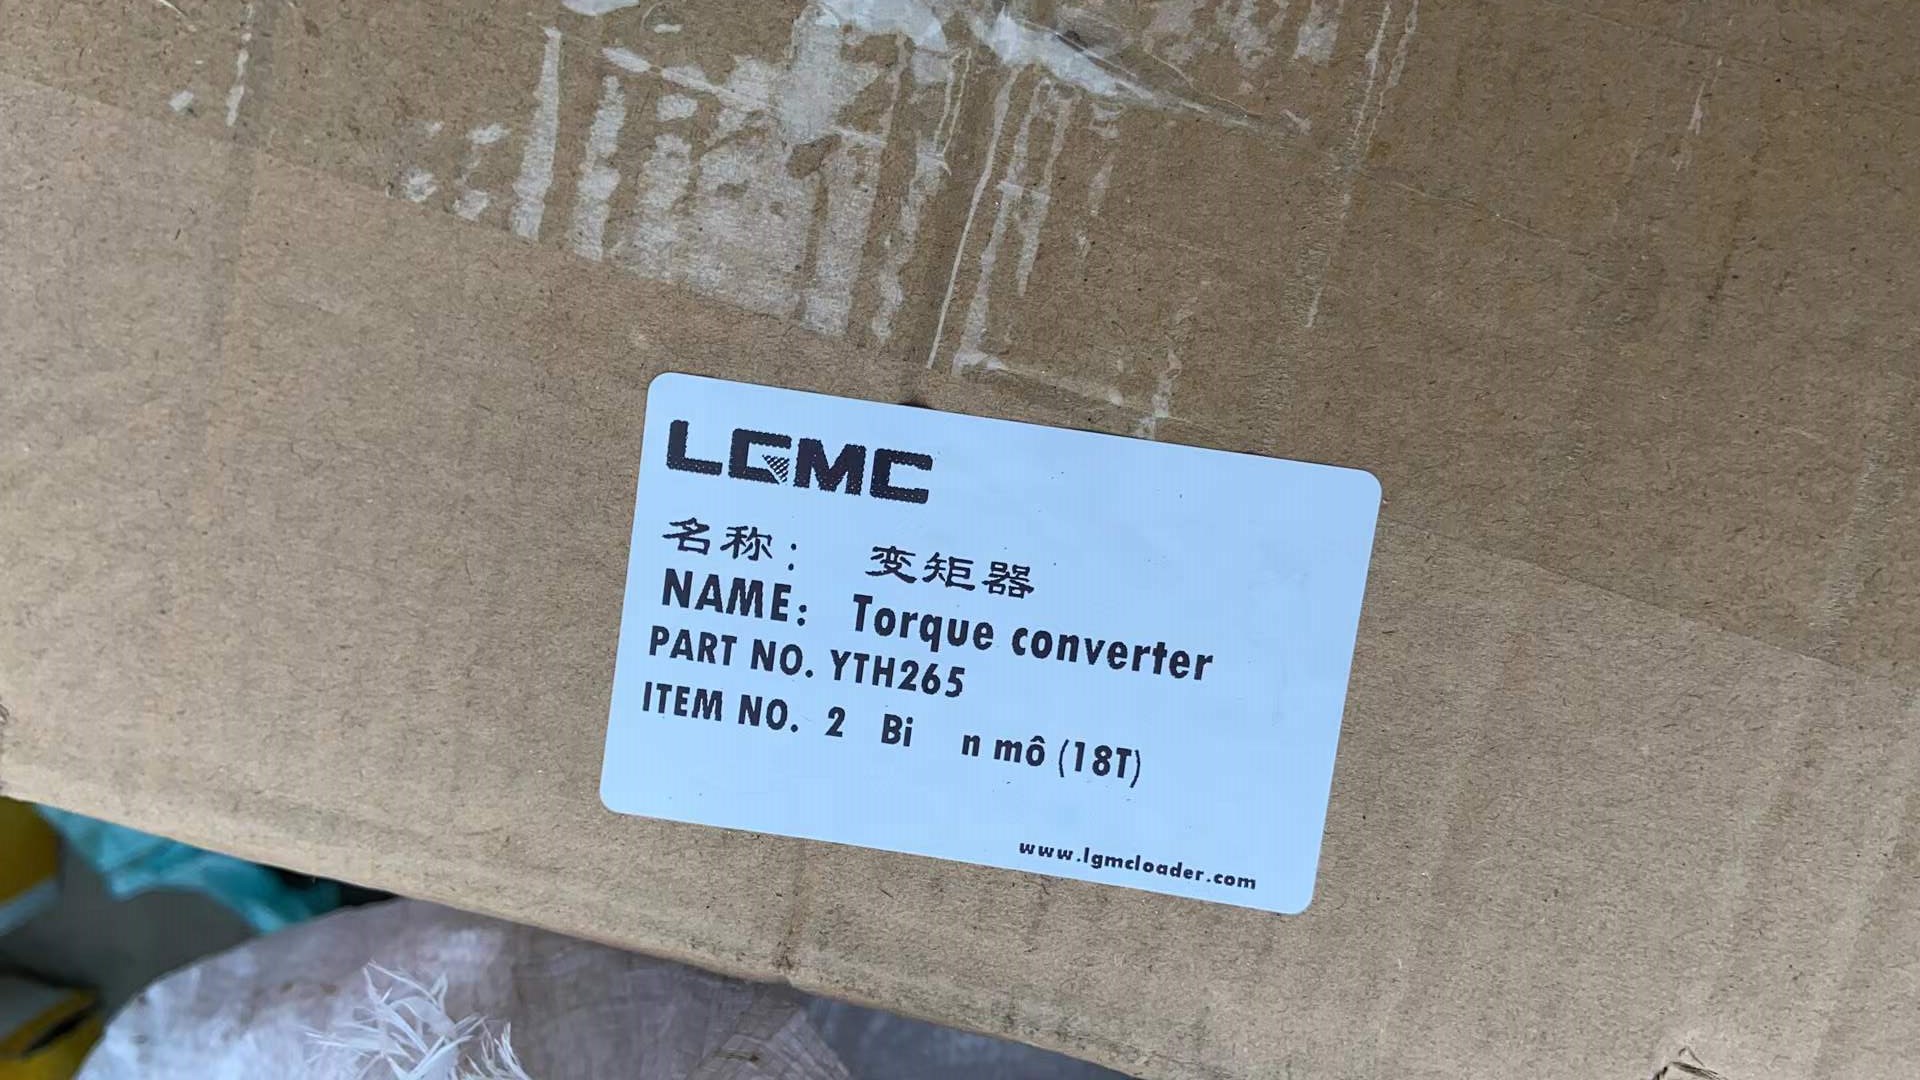 LGMC
名称： 变矩器
NAME: Torque converter
PART NO. YTH265
ITEM NO. 2 Bi n mô (18T)
www.lgmcloader.com